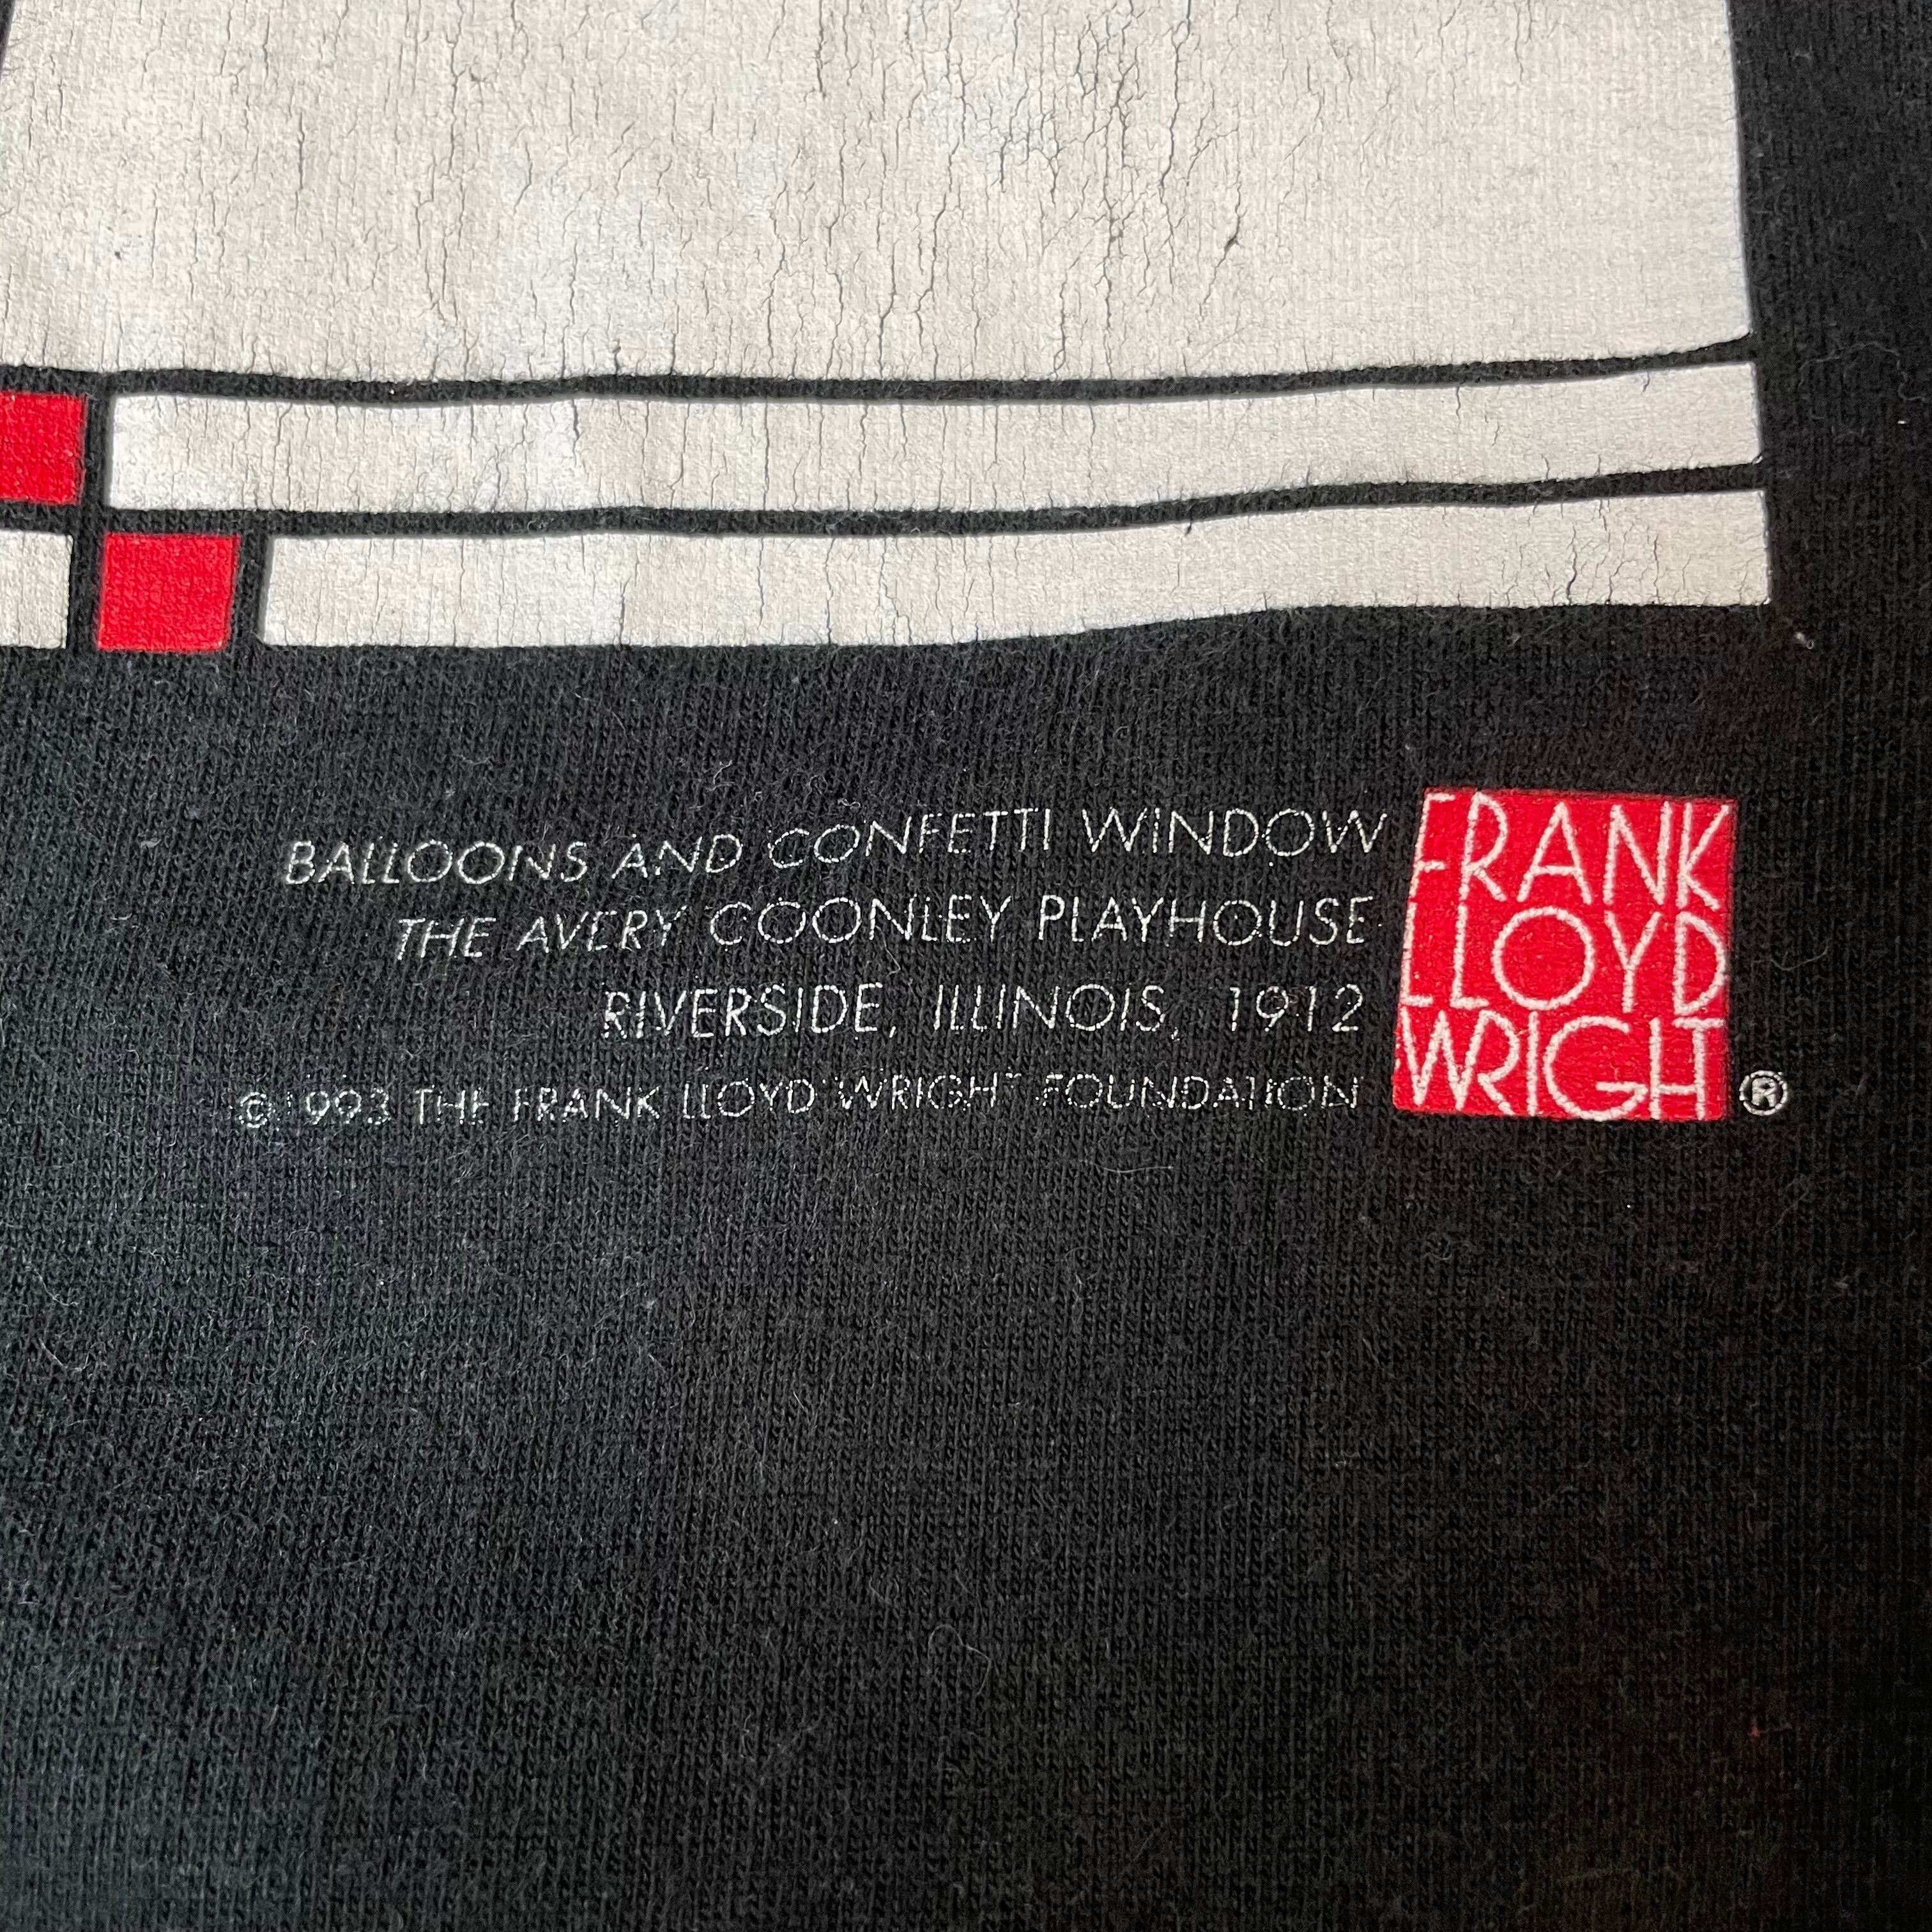 BALLOONS AND CONFETTI WINDOW
THE AVERY COONLEY PLAYHOUSE
RIVERSIDE, ILLINOIS, 1912
© 1993 THE FRANK LLOYD WRIGHT FOUNDATION
FRANK
LLOYD
WRIGHT ®